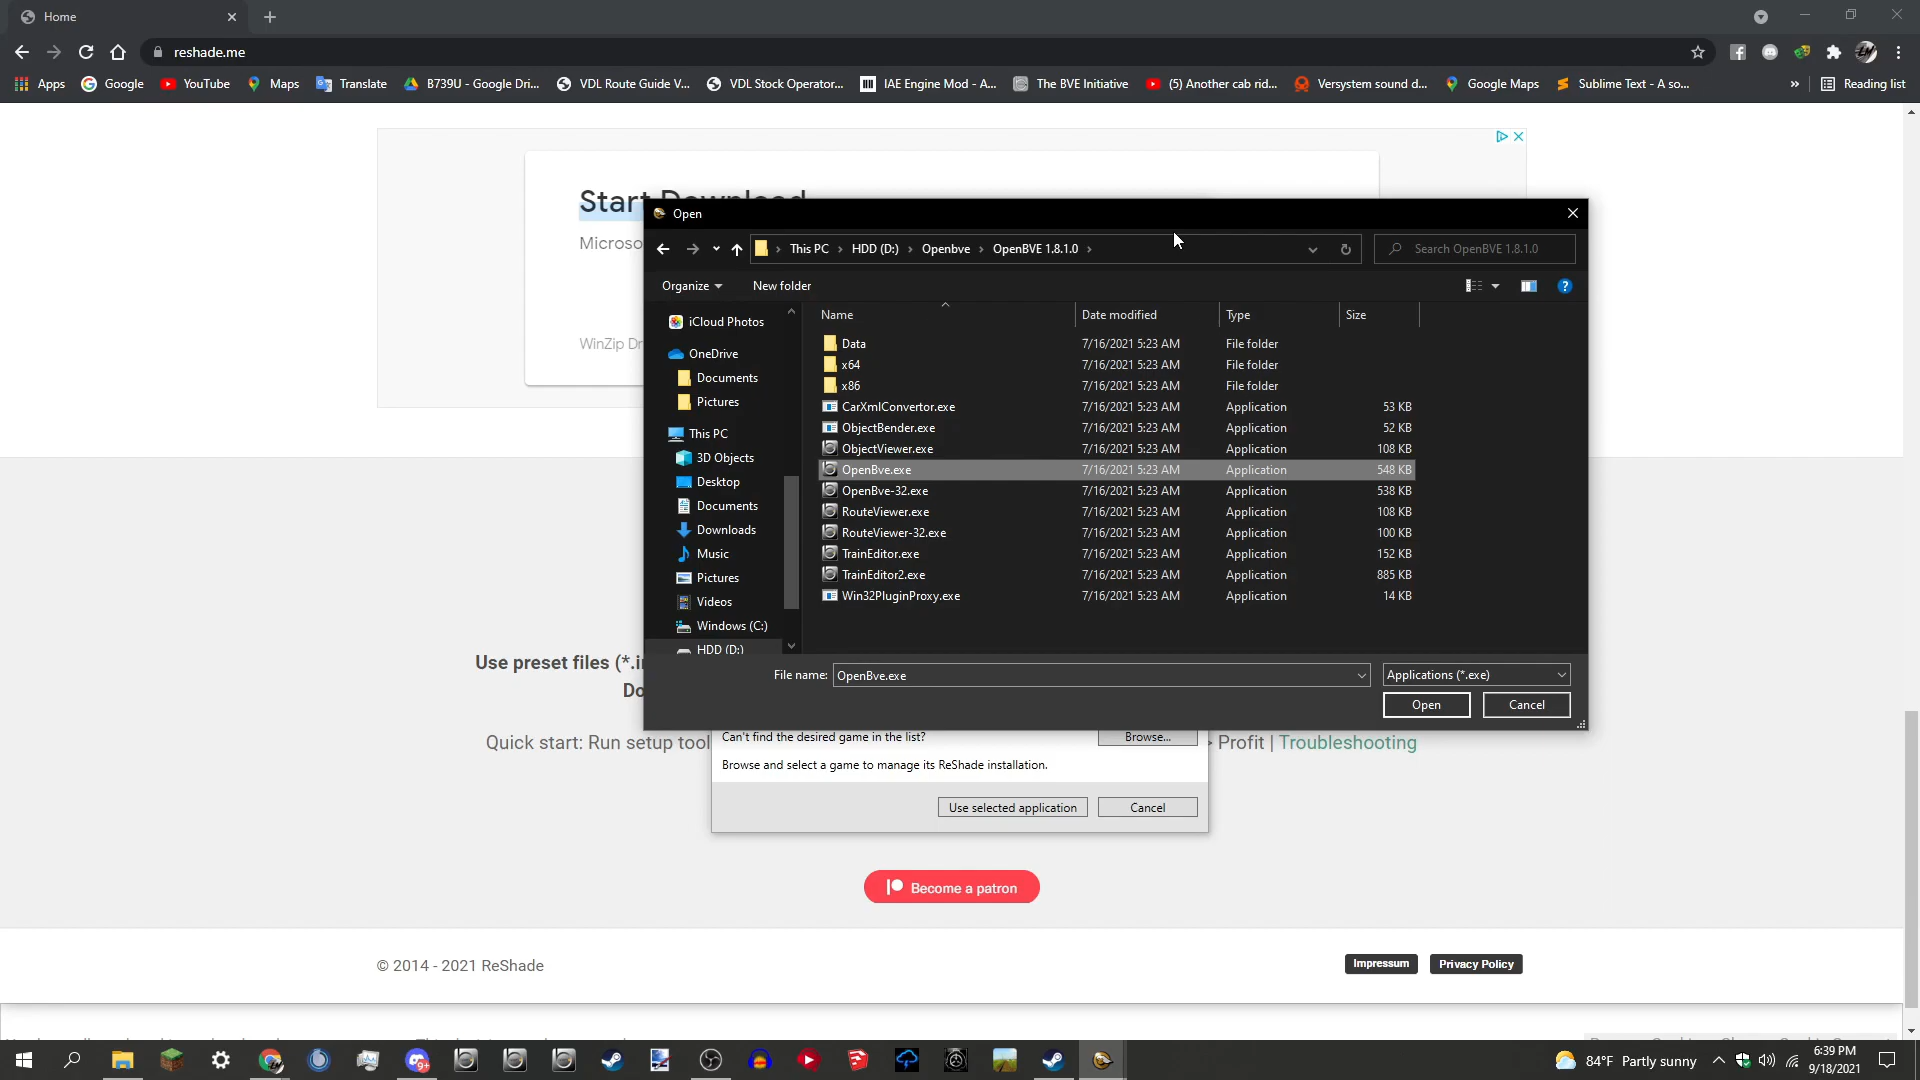 Home
reshade.me
Apps
Google
YouTube
Maps
Translate
B739U - Google Dri...
VDL Route Guide V...
VDL Stock Operator...
IAE Engine Mod - A...
The BVE Initiative
(5) Another cab rid...
Versystem sound d...
Google Maps
Sublime Text - A so...
»
Reading list
Start Download
Microso
WinZip Dr
Open
This PC › HDD (D:) › Openbve › OpenBVE 1.8.1.0 ›
Search OpenBVE 1.8.1.0
Organize
New folder
iCloud Photos
OneDrive
Documents
Pictures
This PC
3D Objects
Desktop
Documents
Downloads
Music
Pictures
Videos
Windows (C:)
HDD (D:)
Name Date modified Type Size
Data 7/16/2021 5:23 AM File folder
x64 7/16/2021 5:23 AM File folder
x86 7/16/2021 5:23 AM File folder
CarXmlConvertor.exe 7/16/2021 5:23 AM Application 53 KB
ObjectBender.exe 7/16/2021 5:23 AM Application 52 KB
ObjectViewer.exe 7/16/2021 5:23 AM Application 108 KB
OpenBve.exe 7/16/2021 5:23 AM Application 548 KB
OpenBve-32.exe 7/16/2021 5:23 AM Application 538 KB
RouteViewer.exe 7/16/2021 5:23 AM Application 108 KB
RouteViewer-32.exe 7/16/2021 5:23 AM Application 100 KB
TrainEditor.exe 7/16/2021 5:23 AM Application 152 KB
TrainEditor2.exe 7/16/2021 5:23 AM Application 885 KB
Win32PluginProxy.exe 7/16/2021 5:23 AM Application 14 KB
File name: OpenBve.exe Applications (*.exe)
Open Cancel
Use preset files (*.i
Do
Can't find the desired game in the list? Browse...
Quick start: Run setup tool
› Profit | Troubleshooting
Browse and select a game to manage its ReShade installation.
Use selected application Cancel
Become a patron
© 2014 - 2021 ReShade
Impressum Privacy Policy
9+
84°F Partly sunny
6:39 PM
9/18/2021